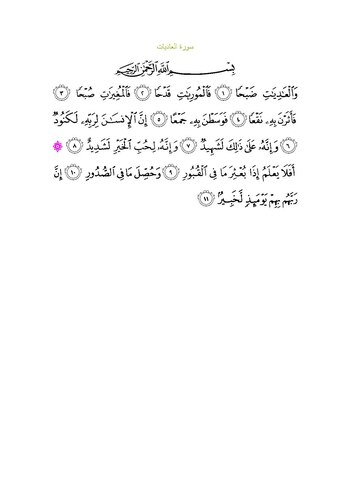 سورة العاديات
بِسْمِ ٱللَّهِ ٱلرَّحْمَٰنِ ٱلرَّحِيمِ
وَٱلْعَٰدِيَٰتِ ضَبْحًا ١ فَٱلْمُورِيَٰتِ قَدْحًا ٢ فَٱلْمُغِيرَٰتِ صُبْحًا ٣
فَأَثَرْنَ بِهِۦ نَقْعًا ٤ فَوَسَطْنَ بِهِۦ جَمْعًا ٥ إِنَّ ٱلْإِنسَٰنَ لِرَبِّهِۦ لَكَنُودٌ
٦ وَإِنَّهُۥ عَلَىٰ ذَٰلِكَ لَشَهِيدٌ ٧ وَإِنَّهُۥ لِحُبِّ ٱلْخَيْرِ لَشَدِيدٌ ٨ ۞
أَفَلَا يَعْلَمُ إِذَا بُعْثِرَ مَا فِى ٱلْقُبُورِ ٩ وَحُصِّلَ مَا فِى ٱلصُّدُورِ ١٠ إِنَّ
رَبَّهُم بِهِمْ يَوْمَئِذٍ لَّخَبِيرٌۢ ١١